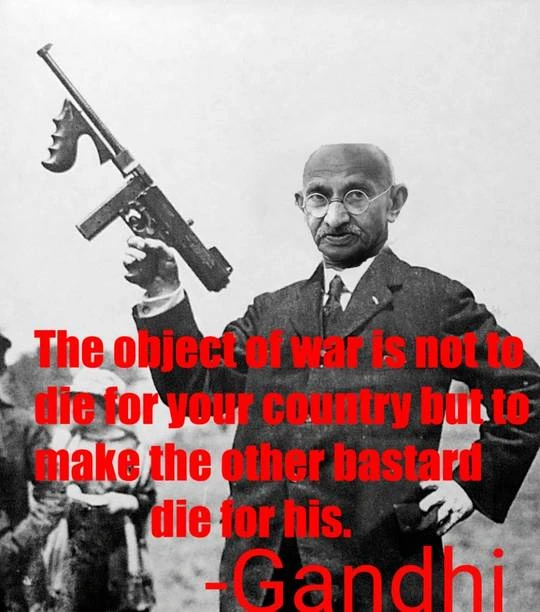 The object of war is not to
die for your country but to
make the other bastard
die for his.
-Gandhi